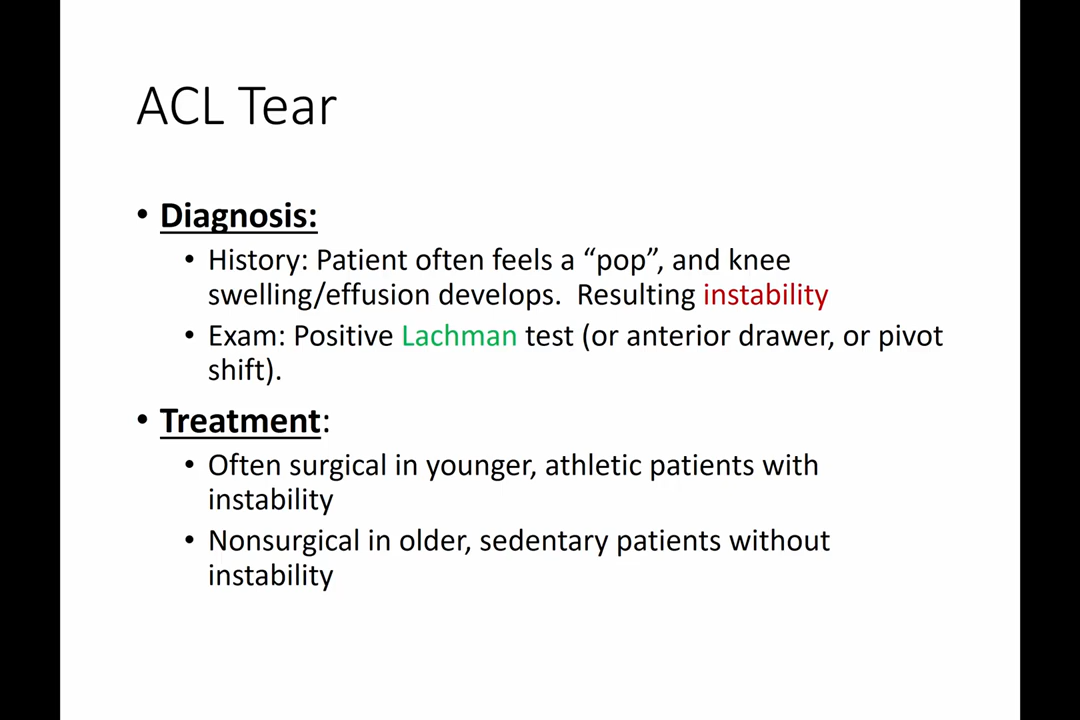 ACL Tear
• Diagnosis:
• History: Patient often feels a “pop”, and knee
swelling/effusion develops.  Resulting instability
• Exam: Positive Lachman test (or anterior drawer, or pivot
shift).
• Treatment:
• Often surgical in younger, athletic patients with
instability
• Nonsurgical in older, sedentary patients without
instability